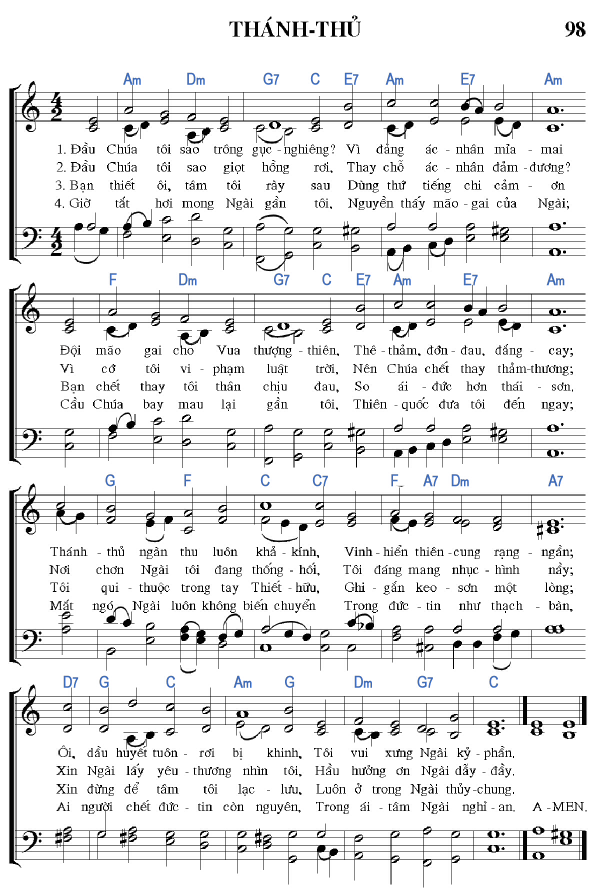 THÁNH-THỦ 98
Am Dm G7 C E7 Am E7 Am
1. Đầu Chúa tôi sao trông gục-nghiêng? Vì đảng ác-nhân mỉa-mai
2. Đầu Chúa tôi sao giọt hồng rơi, Thay chỗ ác-nhân đảm-đương?
3. Bạn thiết ôi, tâm tôi rày sau Dùng thứ tiếng chi cảm-ơn
4. Giờ tắt hơi mong Ngài gần tôi, Nguyền thấy mão-gai của Ngài;
F Dm G7 C E7 Am E7 Am
Đội mão gai cho Vua thượng-thiên, Thê-thảm, đớn-đau, đắng-cay;
Vì cớ tôi vi-phạm luật trời, Nên Chúa chết thay thảm-thương;
Bạn chết thay tôi thân chịu đau, So ái-đức hơn thái-sơn.
Cầu Chúa bay mau lại gần tôi, Thiên-quốc đưa tôi đến ngay;
G F C C7 F A7 Dm A7
Thánh-thủ ngàn thu luôn khả-kính, Vinh-hiển thiên-cung rạng-ngần;
Nơi chơn Ngài tôi đang thống-hối, Tôi đáng mang nhục-hình nầy;
Tôi qui-thuộc trong tay Thiết-hữu, Ghi-gắn keo-sơn một lòng;
Mắt ngó Ngài luôn không biến chuyển Trong đức-tin như thạch-bàn,
D7 G C Am G Dm G7 C
Ôi, dầu huyết tuôn-rơi bị khinh, Tôi vui xưng Ngài kỷ-phần.
Xin Ngài lấy yêu-thương nhìn tôi, Hầu hưởng ơn Ngài dẫy-đầy.
Xin đừng để tâm tôi lạc-lưu, Luôn ở trong Ngài thủy-chung.
Ai người chết đức-tin còn nguyên, Trong ái-tâm Ngài nghỉ-an. A-MEN.